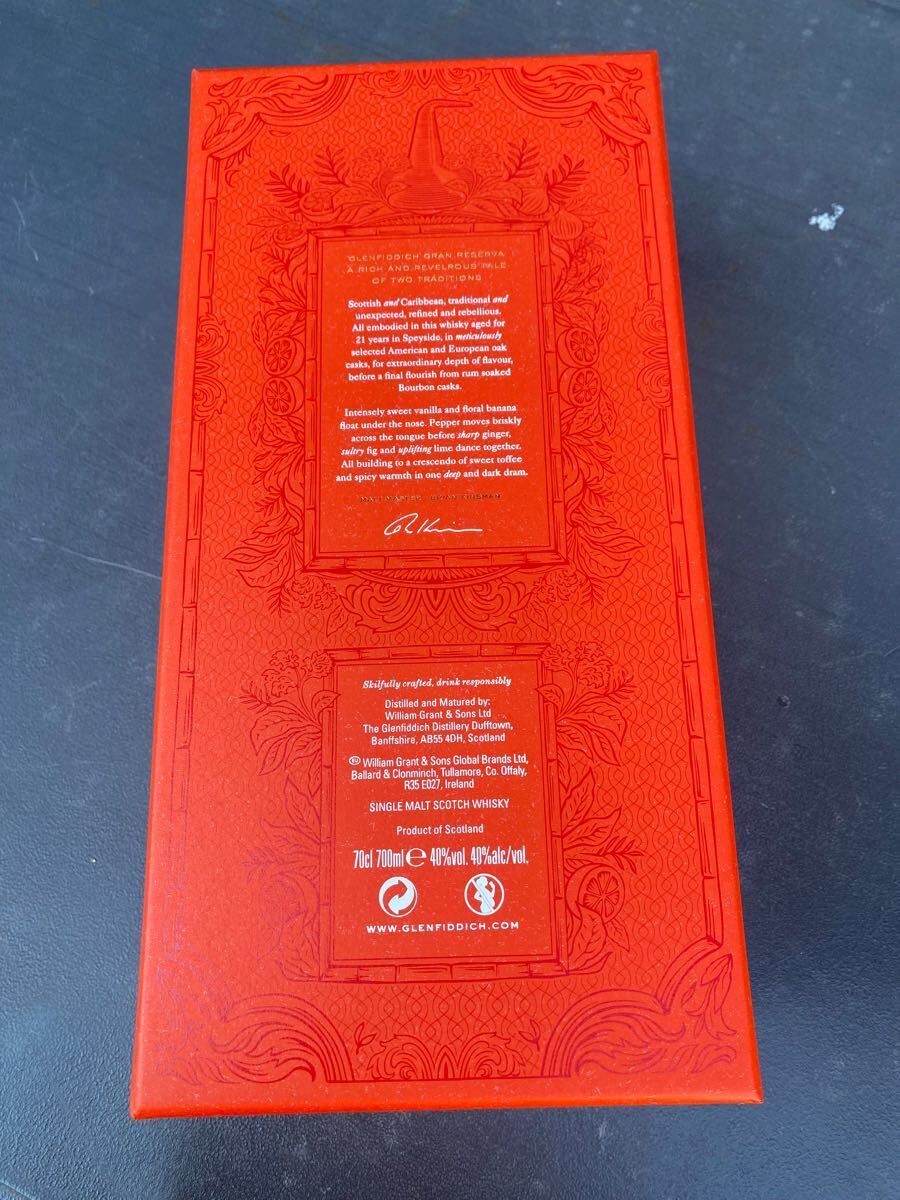 GLENFIDDICH GRAN RESERVA
A RICH AND REVELROUS TALE
OF TWO TRADITIONS
Scottish and Caribbean, traditional and
unexpected, refined and rebellious.
All embodied in this whisky aged for
21 years in Speyside, in meticulously
selected American and European oak
casks, for extraordinary depth of flavour,
before a final flourish from rum soaked
Bourbon casks.
Intensely sweet vanilla and floral banana
float under the nose. Pepper moves briskly
across the tongue before sharp ginger,
sultry fig and uplifting lime dance together.
All building to a crescendo of sweet toffee
and spicy warmth in one deep and dark dram.
MALT MASTER BRIAN KINSMAN
Skilfully crafted, drink responsibly
Distilled and Matured by:
William Grant & Sons Ltd
The Glenfiddich Distillery Dufftown,
Banffshire, AB55 4DH, Scotland
EU William Grant & Sons Global Brands Ltd,
Ballard & Clonminch, Tullamore, Co. Offaly,
R35 E027, Ireland
SINGLE MALT SCOTCH WHISKY
Product of Scotland
70cl 700ml e 40%vol. 40%alc/vol.
WWW.GLENFIDDICH.COM